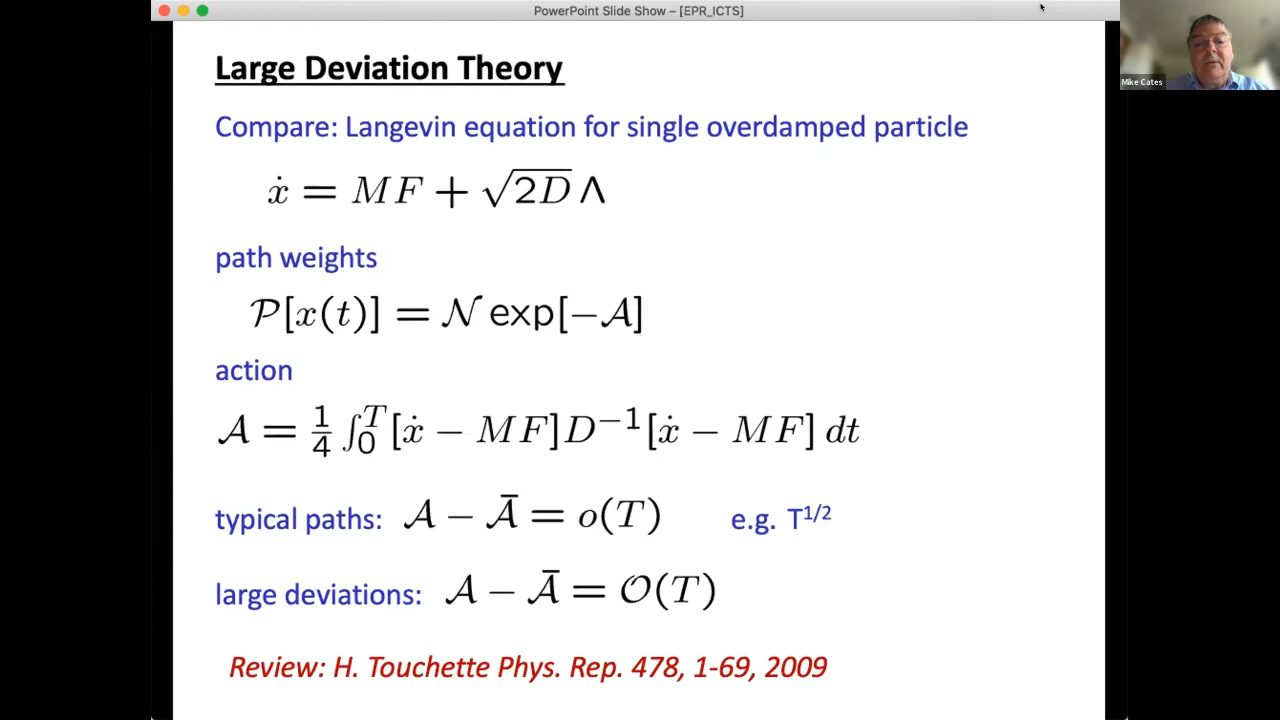 PowerPoint Slide Show – [EPR_ICTS]
Mike Cates
Large Deviation Theory
Compare: Langevin equation for single overdamped particle
ẋ = MF + √2D Λ
path weights
𝒫[x(t)] = 𝒩 exp[−𝒜]
action
𝒜 = 1/4 ∫₀ᵀ [ẋ − MF]D⁻¹[ẋ − MF] dt
typical paths: 𝒜 − 𝒜̄ = o(T) e.g. T^1/2
large deviations: 𝒜 − 𝒜̄ = 𝒪(T)
Review: H. Touchette Phys. Rep. 478, 1-69, 2009